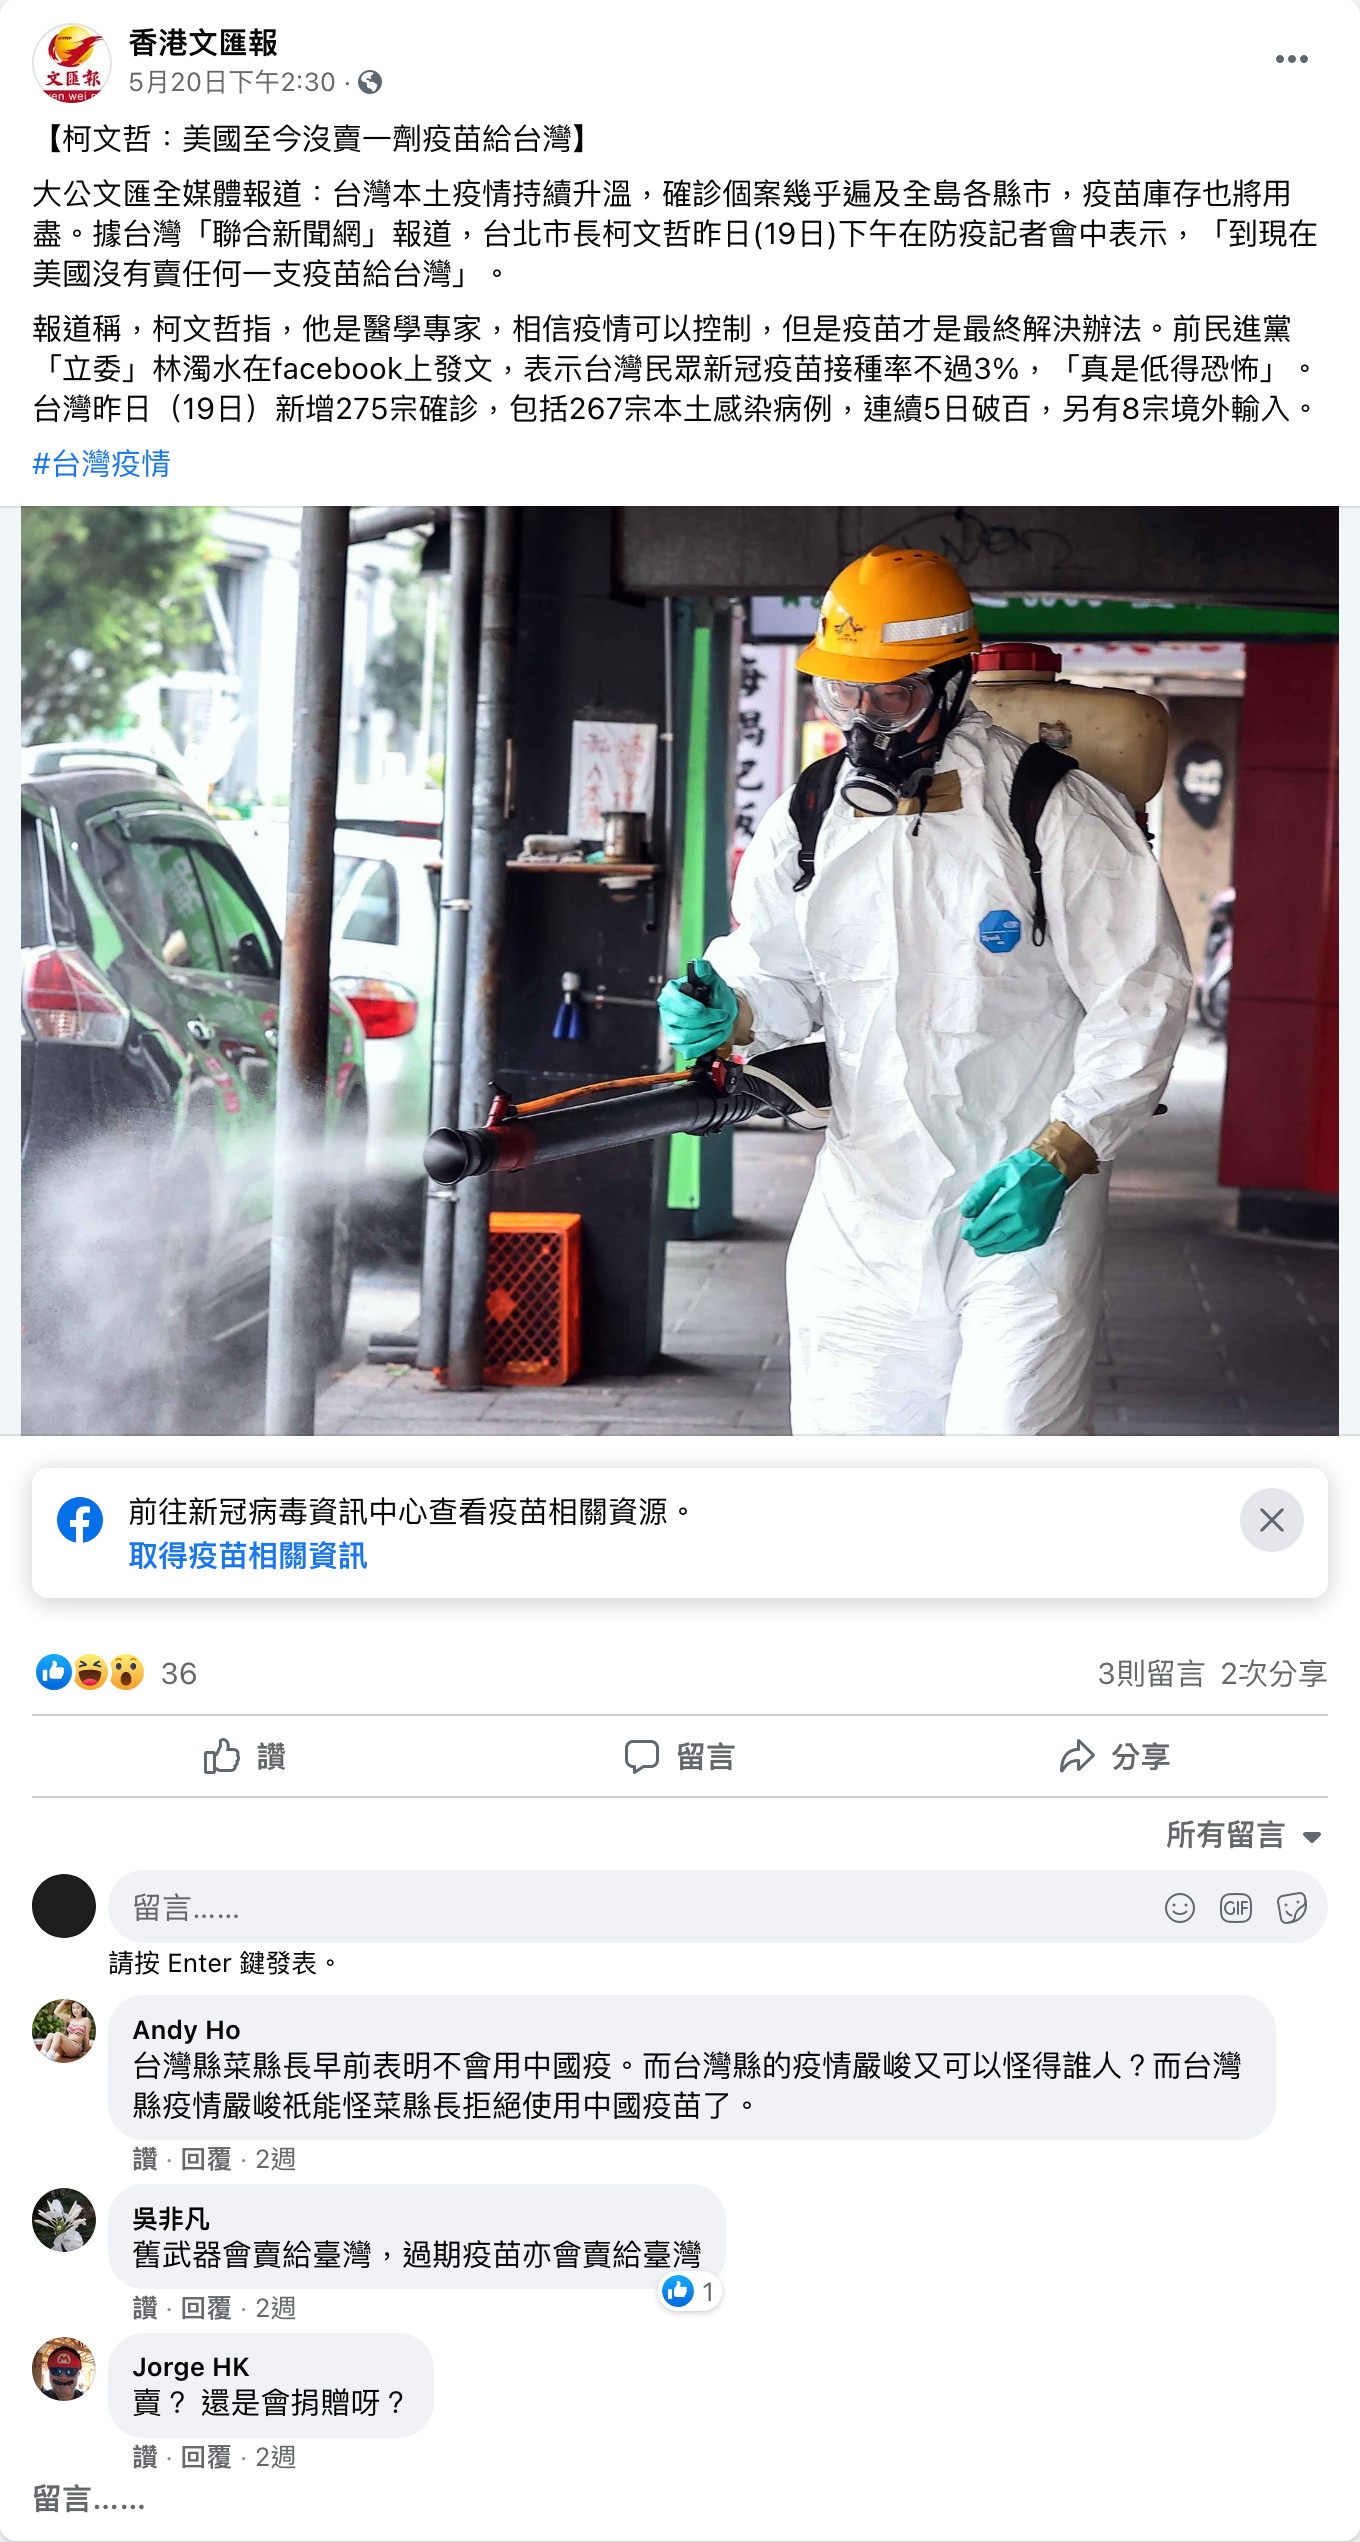 香港文匯報
文匯報
5月20日下午2:30 ·
【柯文哲：美國至今沒賣一劑疫苗給台灣】
大公文匯全媒體報道：台灣本土疫情持續升溫，確診個案幾乎遍及全島各縣市，疫苗庫存也將用
盡。據台灣「聯合新聞網」報道，台北市長柯文哲昨日(19日)下午在防疫記者會中表示，「到現在
美國沒有賣任何一支疫苗給台灣」。
報道稱，柯文哲指，他是醫學專家，相信疫情可以控制，但是疫苗才是最終解決辦法。前民進黨
「立委」林濁水在facebook上發文，表示台灣民眾新冠疫苗接種率不過3%，「真是低得恐怖」。
台灣昨日（19日）新增275宗確診，包括267宗本土感染病例，連續5日破百，另有8宗境外輸入。
#台灣疫情
前往新冠病毒資訊中心查看疫苗相關資源。
取得疫苗相關資訊
36
3則留言 2次分享
讚
留言
分享
所有留言
留言……
GIF
請按 Enter 鍵發表。
Andy Ho
台灣縣菜縣長早前表明不會用中國疫。而台灣縣的疫情嚴峻又可以怪得誰人？而台灣
縣疫情嚴峻祇能怪菜縣長拒絕使用中國疫苗了。
讚 · 回覆 · 2週
吳非凡
舊武器會賣給臺灣，過期疫苗亦會賣給臺灣
1
讚 · 回覆 · 2週
Jorge HK
賣？ 還是會捐贈呀？
讚 · 回覆 · 2週
留言……